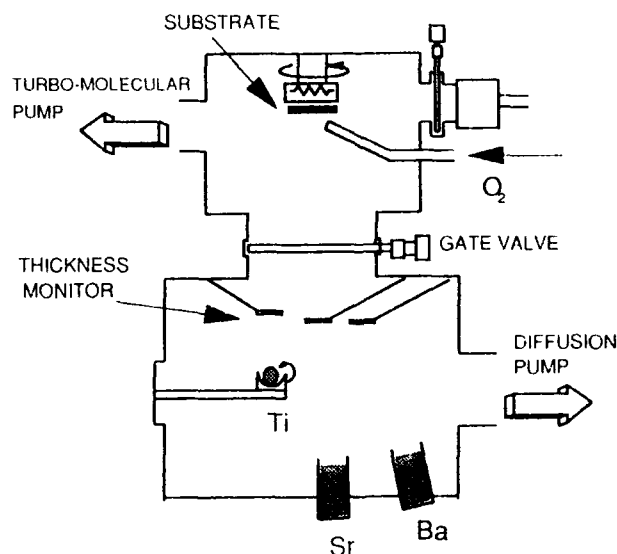 SUBSTRATE
TURBO-MOLECULAR
PUMP
O₂
GATE VALVE
THICKNESS
MONITOR
DIFFUSION
PUMP
Ti
Sr
Ba